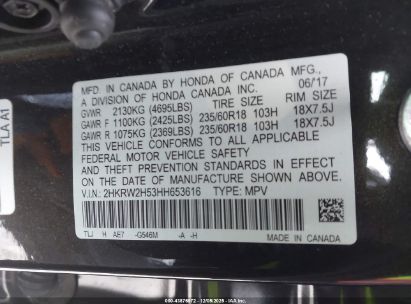 MFD. IN CANADA BY HONDA OF CANADA MFG.,
A DIVISION OF HONDA CANADA INC. 06/17
GVWR 2130KG (4695LBS) TIRE SIZE RIM SIZE
GAWR F 1100KG (2425LBS) 235/60R18 103H 18X7.5J
GAWR R 1075KG (2369LBS) 235/60R18 103H 18X7.5J
THIS VEHICLE CONFORMS TO ALL APPLICABLE
FEDERAL MOTOR VEHICLE SAFETY
AND THEFT PREVENTION STANDARDS IN EFFECT ON
THE DATE OF MANUFACTURE SHOWN ABOVE.
V.I.N: 2HKRW2H53HH653616 TYPE: MPV
TLJ H AE7 -G546M -A -H
MADE IN CANADA
TLA A1